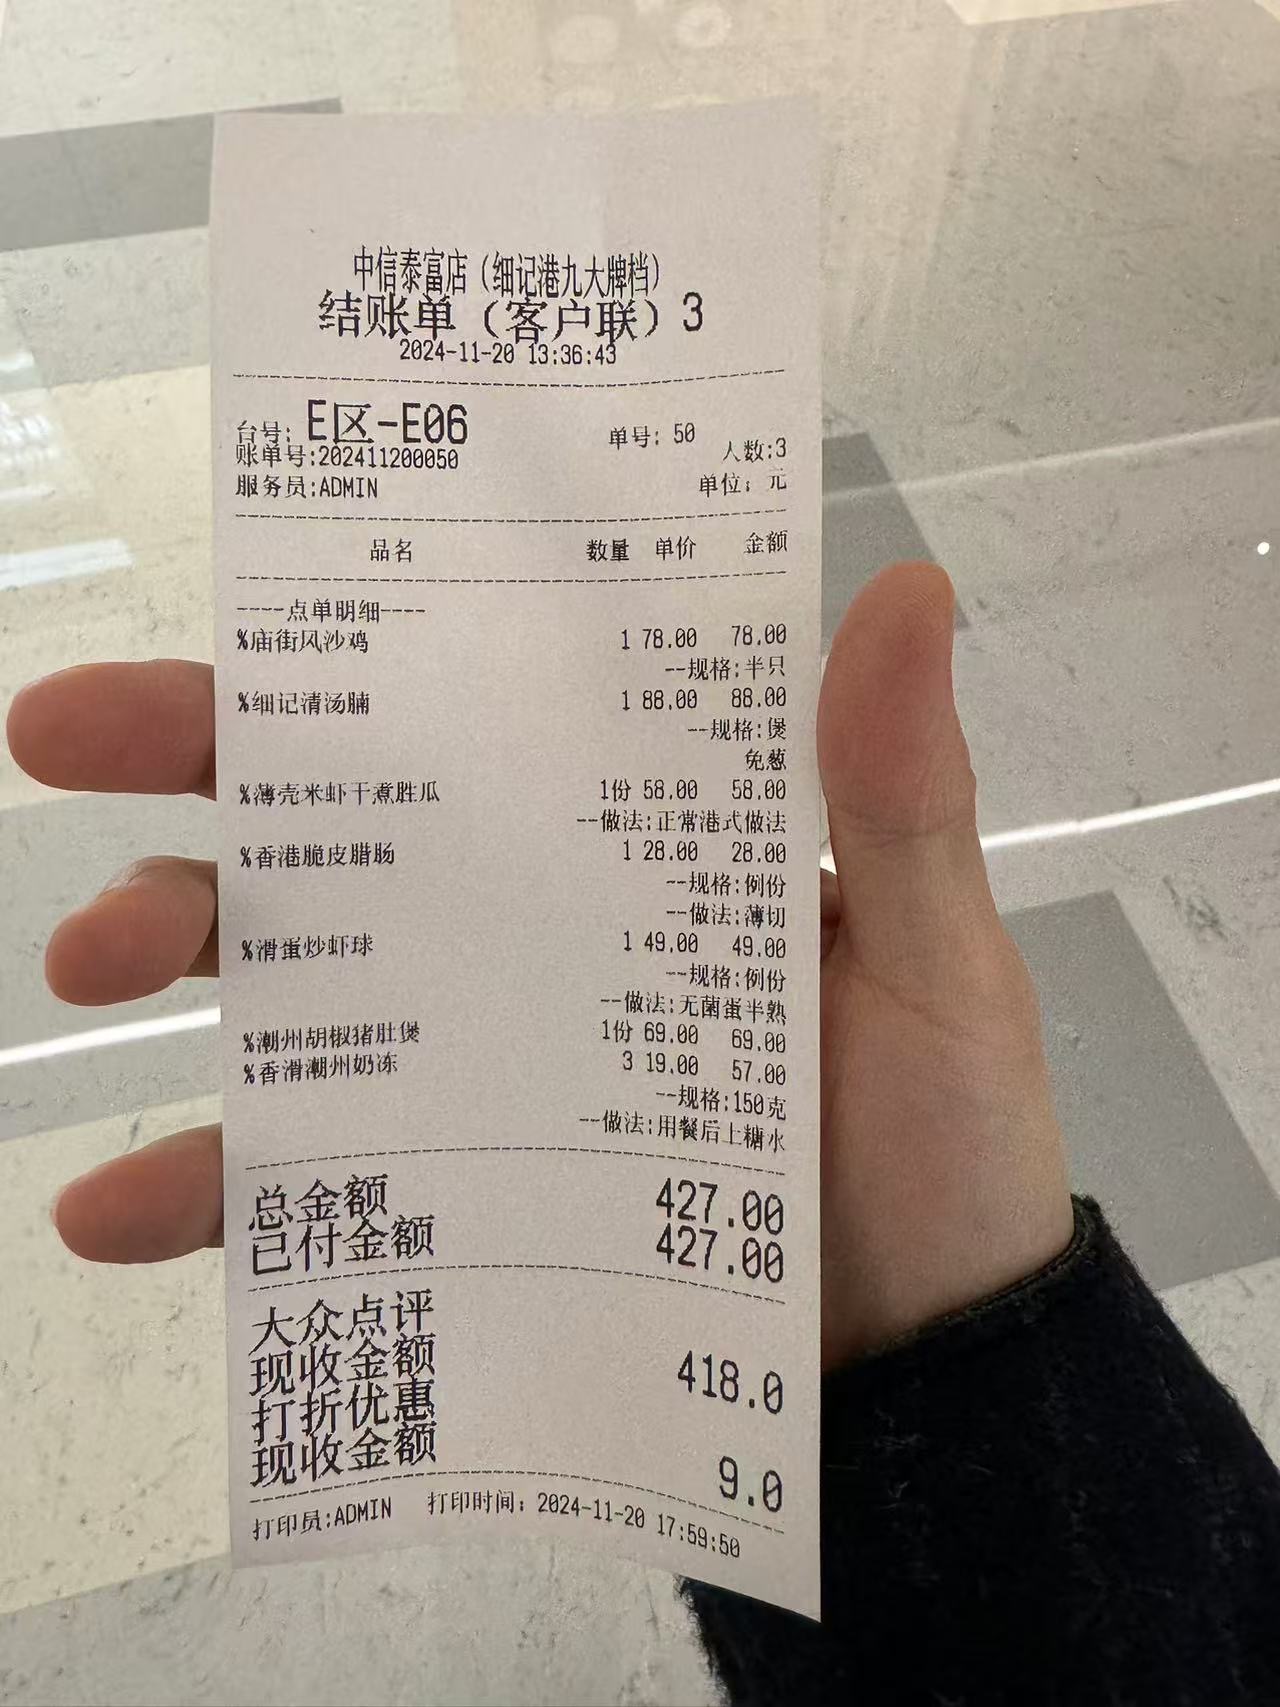 中信泰富店（细记港九大牌档）
结账单（客户联）3
2024-11-20 13:36:43
台号: E区-E06 单号: 50
账单号:202411200050 人数:3
服务员:ADMIN 单位: 元
品名 数量 单价 金额
----点单明细----
%庙街风沙鸡 1 78.00 78.00
--规格:半只
%细记清汤腩 1 88.00 88.00
--规格:煲
免葱
%薄壳米虾干煮胜瓜 1份 58.00 58.00
--做法:正常港式做法
%香港脆皮腊肠 1 28.00 28.00
--规格:例份
--做法:薄切
%滑蛋炒虾球 1 49.00 49.00
--规格:例份
--做法:无菌蛋半熟
%潮州胡椒猪肚煲 1份 69.00 69.00
%香滑潮州奶冻 3 19.00 57.00
--规格:150克
--做法:用餐后上糖水
总金额 427.00
已付金额 427.00
大众点评
现收金额 418.0
打折优惠
现收金额 9.0
打印员:ADMIN 打印时间: 2024-11-20 17:59:50